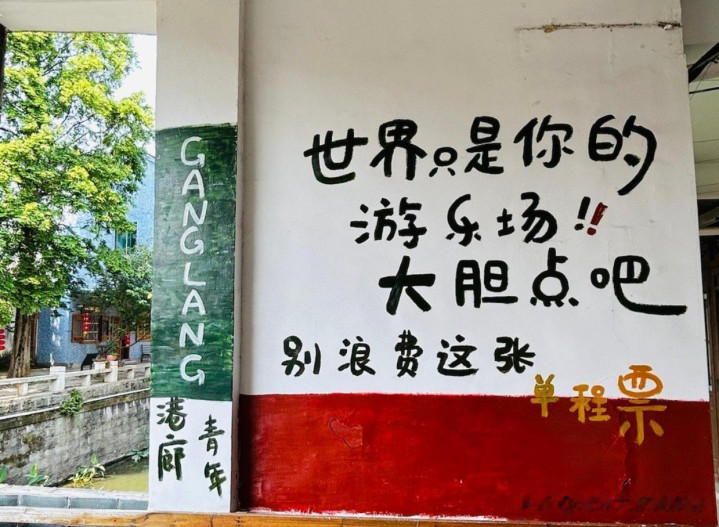 GANGLANG
港廊
青年
世界只是你的
游乐场!!
大胆点吧
别浪费这张
单程票